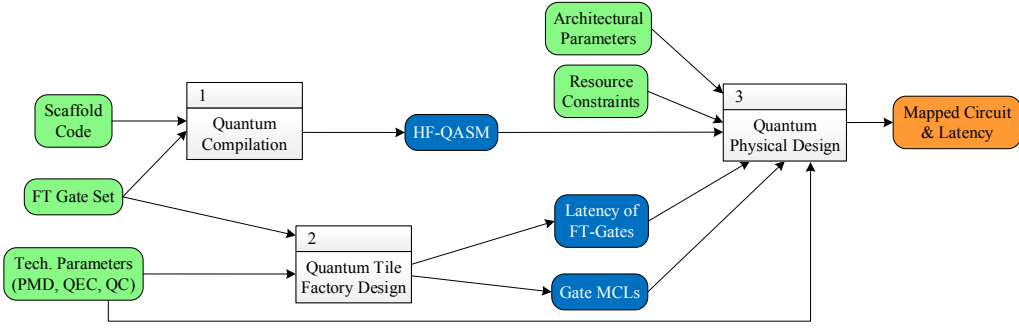 Architectural
Parameters
Resource
Constraints
1
Quantum
Compilation
3
Quantum
Physical Design
Scaffold
Code
HF-QASM
Mapped Circuit
& Latency
FT Gate Set
Latency of
FT-Gates
2
Quantum Tile
Factory Design
Tech. Parameters
(PMD, QEC, QC)
Gate MCLs